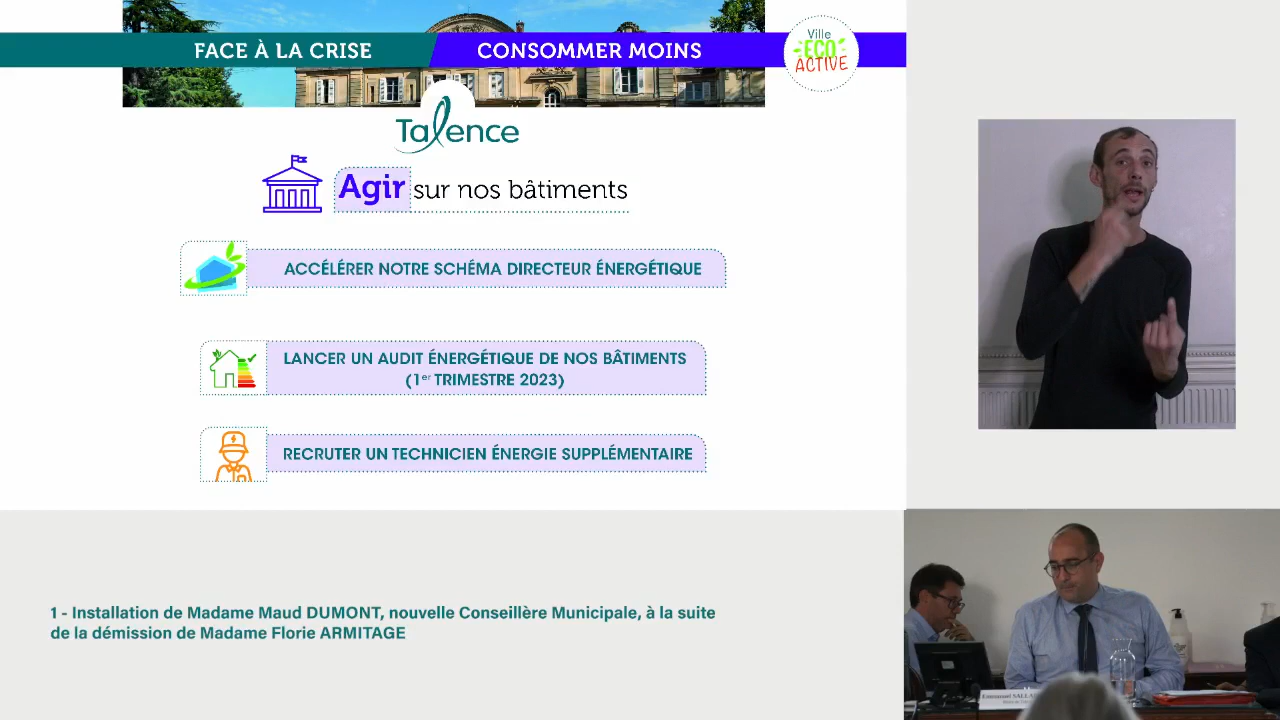 FACE À LA CRISE
CONSOMMER MOINS
Ville
ECO
ACTIVE
Talence
Agir sur nos bâtiments
ACCÉLÉRER NOTRE SCHÉMA DIRECTEUR ÉNERGÉTIQUE
LANCER UN AUDIT ÉNERGÉTIQUE DE NOS BÂTIMENTS
(1er TRIMESTRE 2023)
RECRUTER UN TECHNICIEN ÉNERGIE SUPPLÉMENTAIRE
1 - Installation de Madame Maud DUMONT, nouvelle Conseillère Municipale, à la suite
de la démission de Madame Florie ARMITAGE
Emmanuel